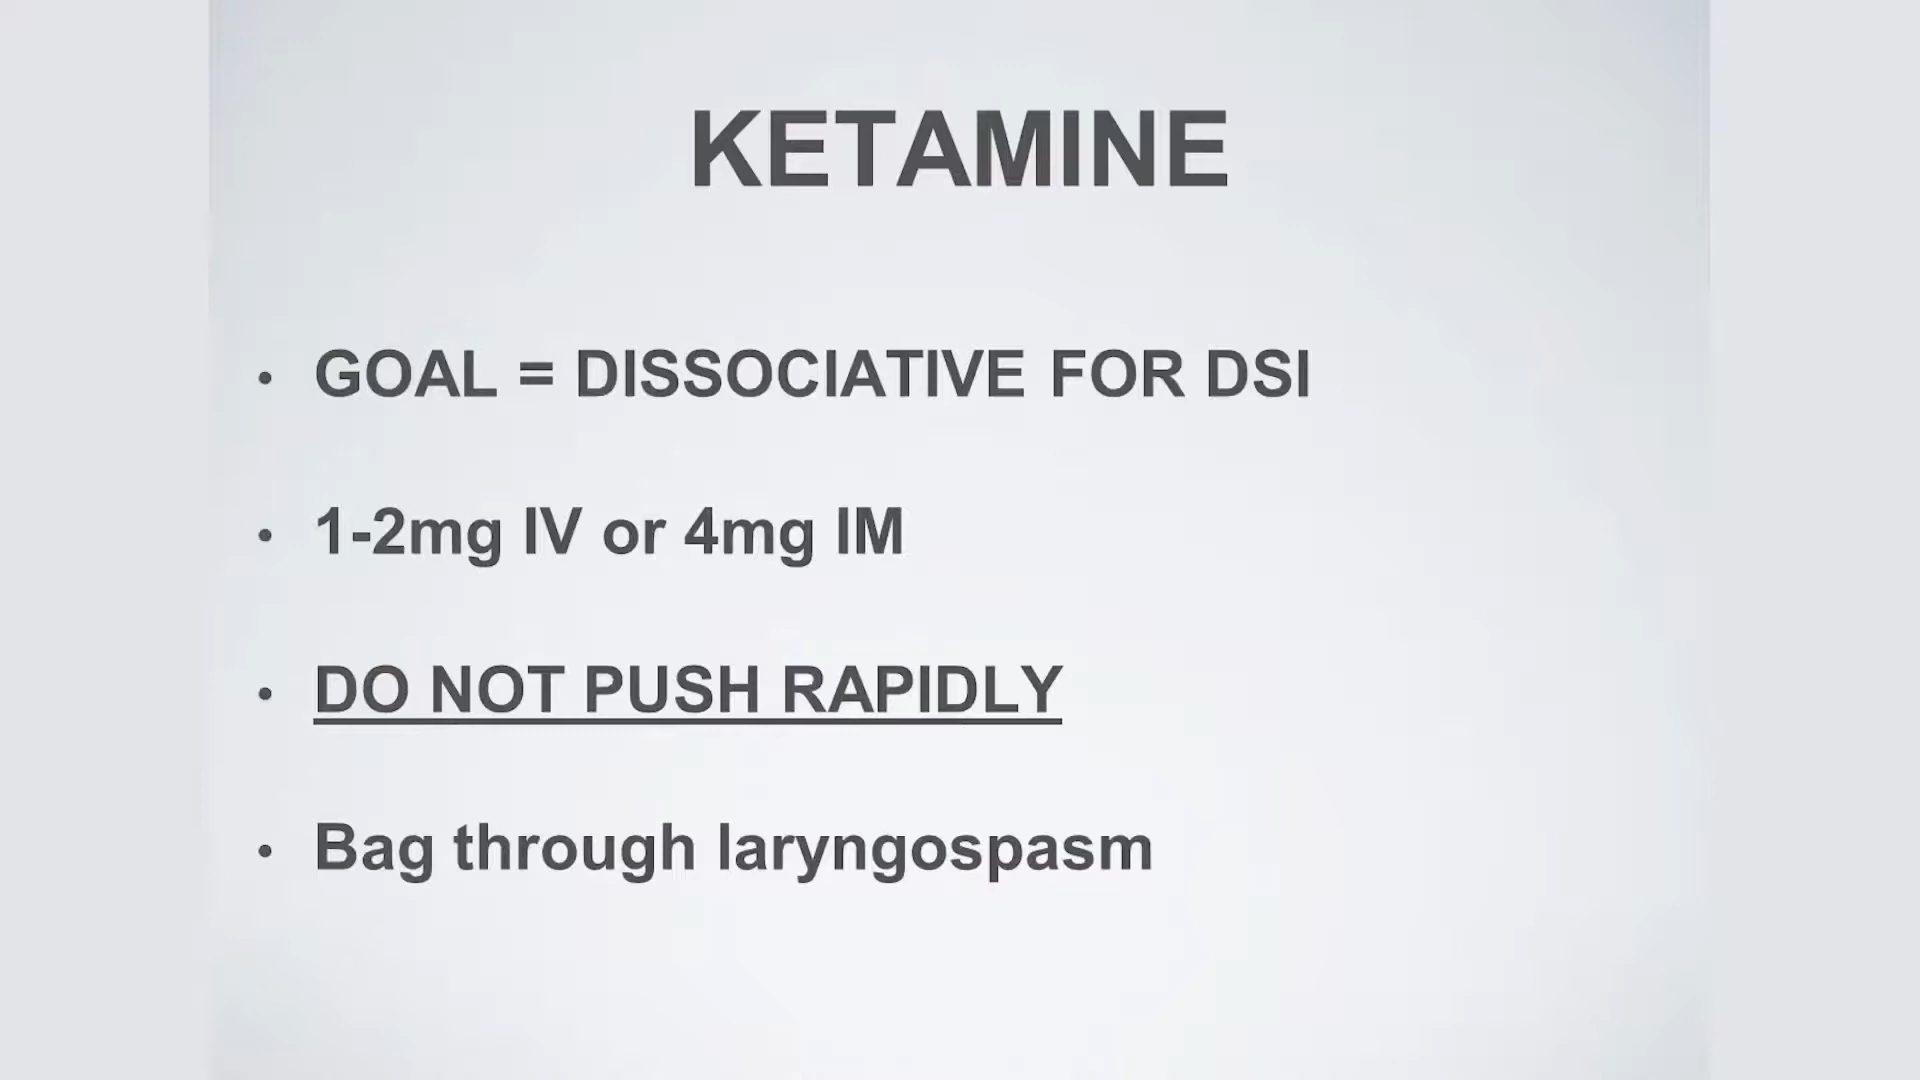 KETAMINE
• GOAL = DISSOCIATIVE FOR DSI
• 1-2mg IV or 4mg IM
• DO NOT PUSH RAPIDLY
• Bag through laryngospasm